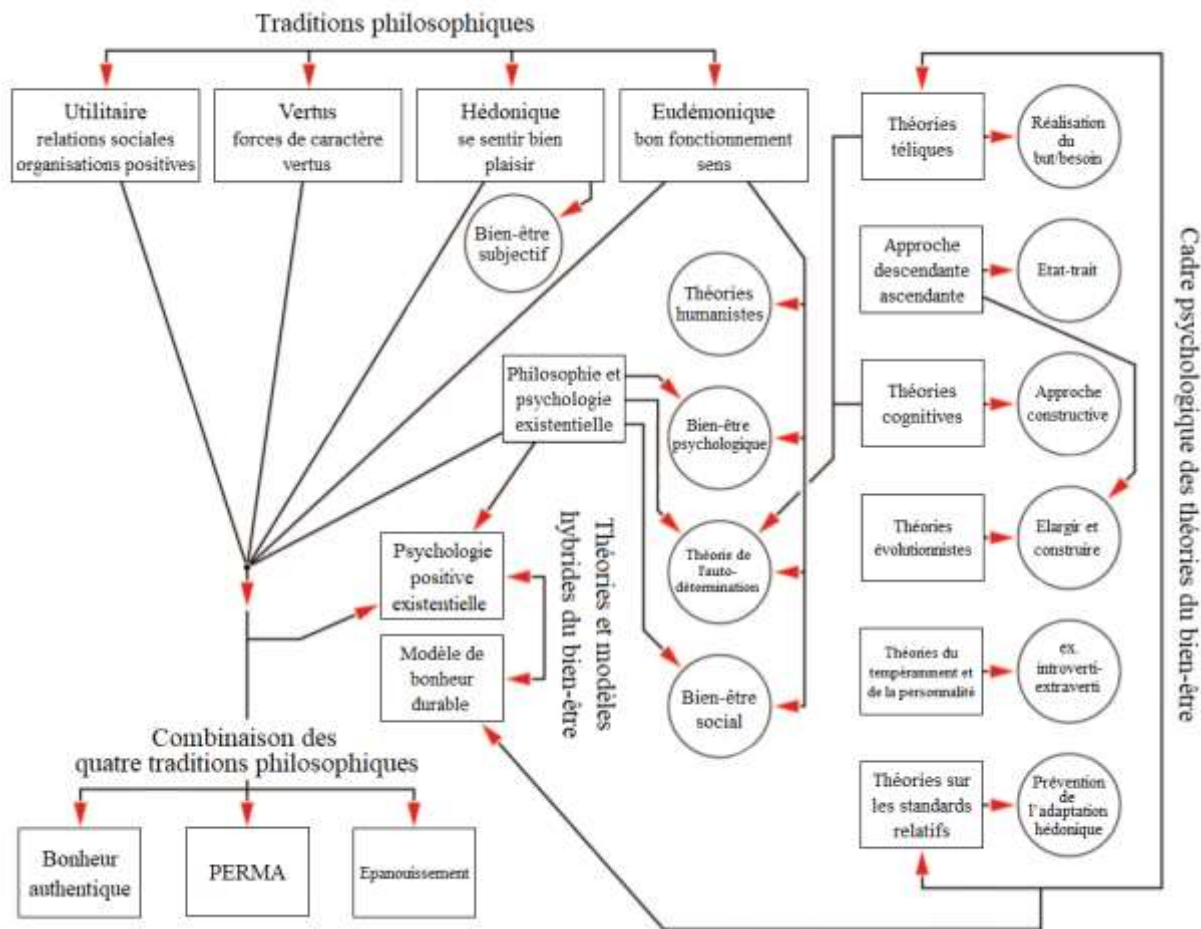 Traditions philosophiques
Utilitaire
relations sociales
organisations positives
Vertus
forces de caractère
vertus
Hédonique
se sentir bien
plaisir
Eudémonique
bon fonctionnement
sens
Bien-être
subjectif
Théories
humanistes
Philosophie et
psychologie
existentielle
Bien-être
psychologique
Théorie de
l'auto-
détermination
Bien-être
social
Psychologie
positive
existentielle
Modèle de
bonheur
durable
Théories et modèles
hybrides du bien-être
Combinaison des
quatre traditions philosophiques
Bonheur
authentique
PERMA
Epanouissement
Théories
téliques
Réalisation
du
but/besoin
Approche
descendante
ascendante
Etat-trait
Théories
cognitives
Approche
constructive
Théories
évolutionnistes
Elargir et
construire
Théories du
tempéramment et
de la personnalité
ex.
introverti-
extraverti
Théories sur
les standards
relatifs
Prévention
de
l'adaptation
hédonique
Cadre psychologique des théories du bien-être